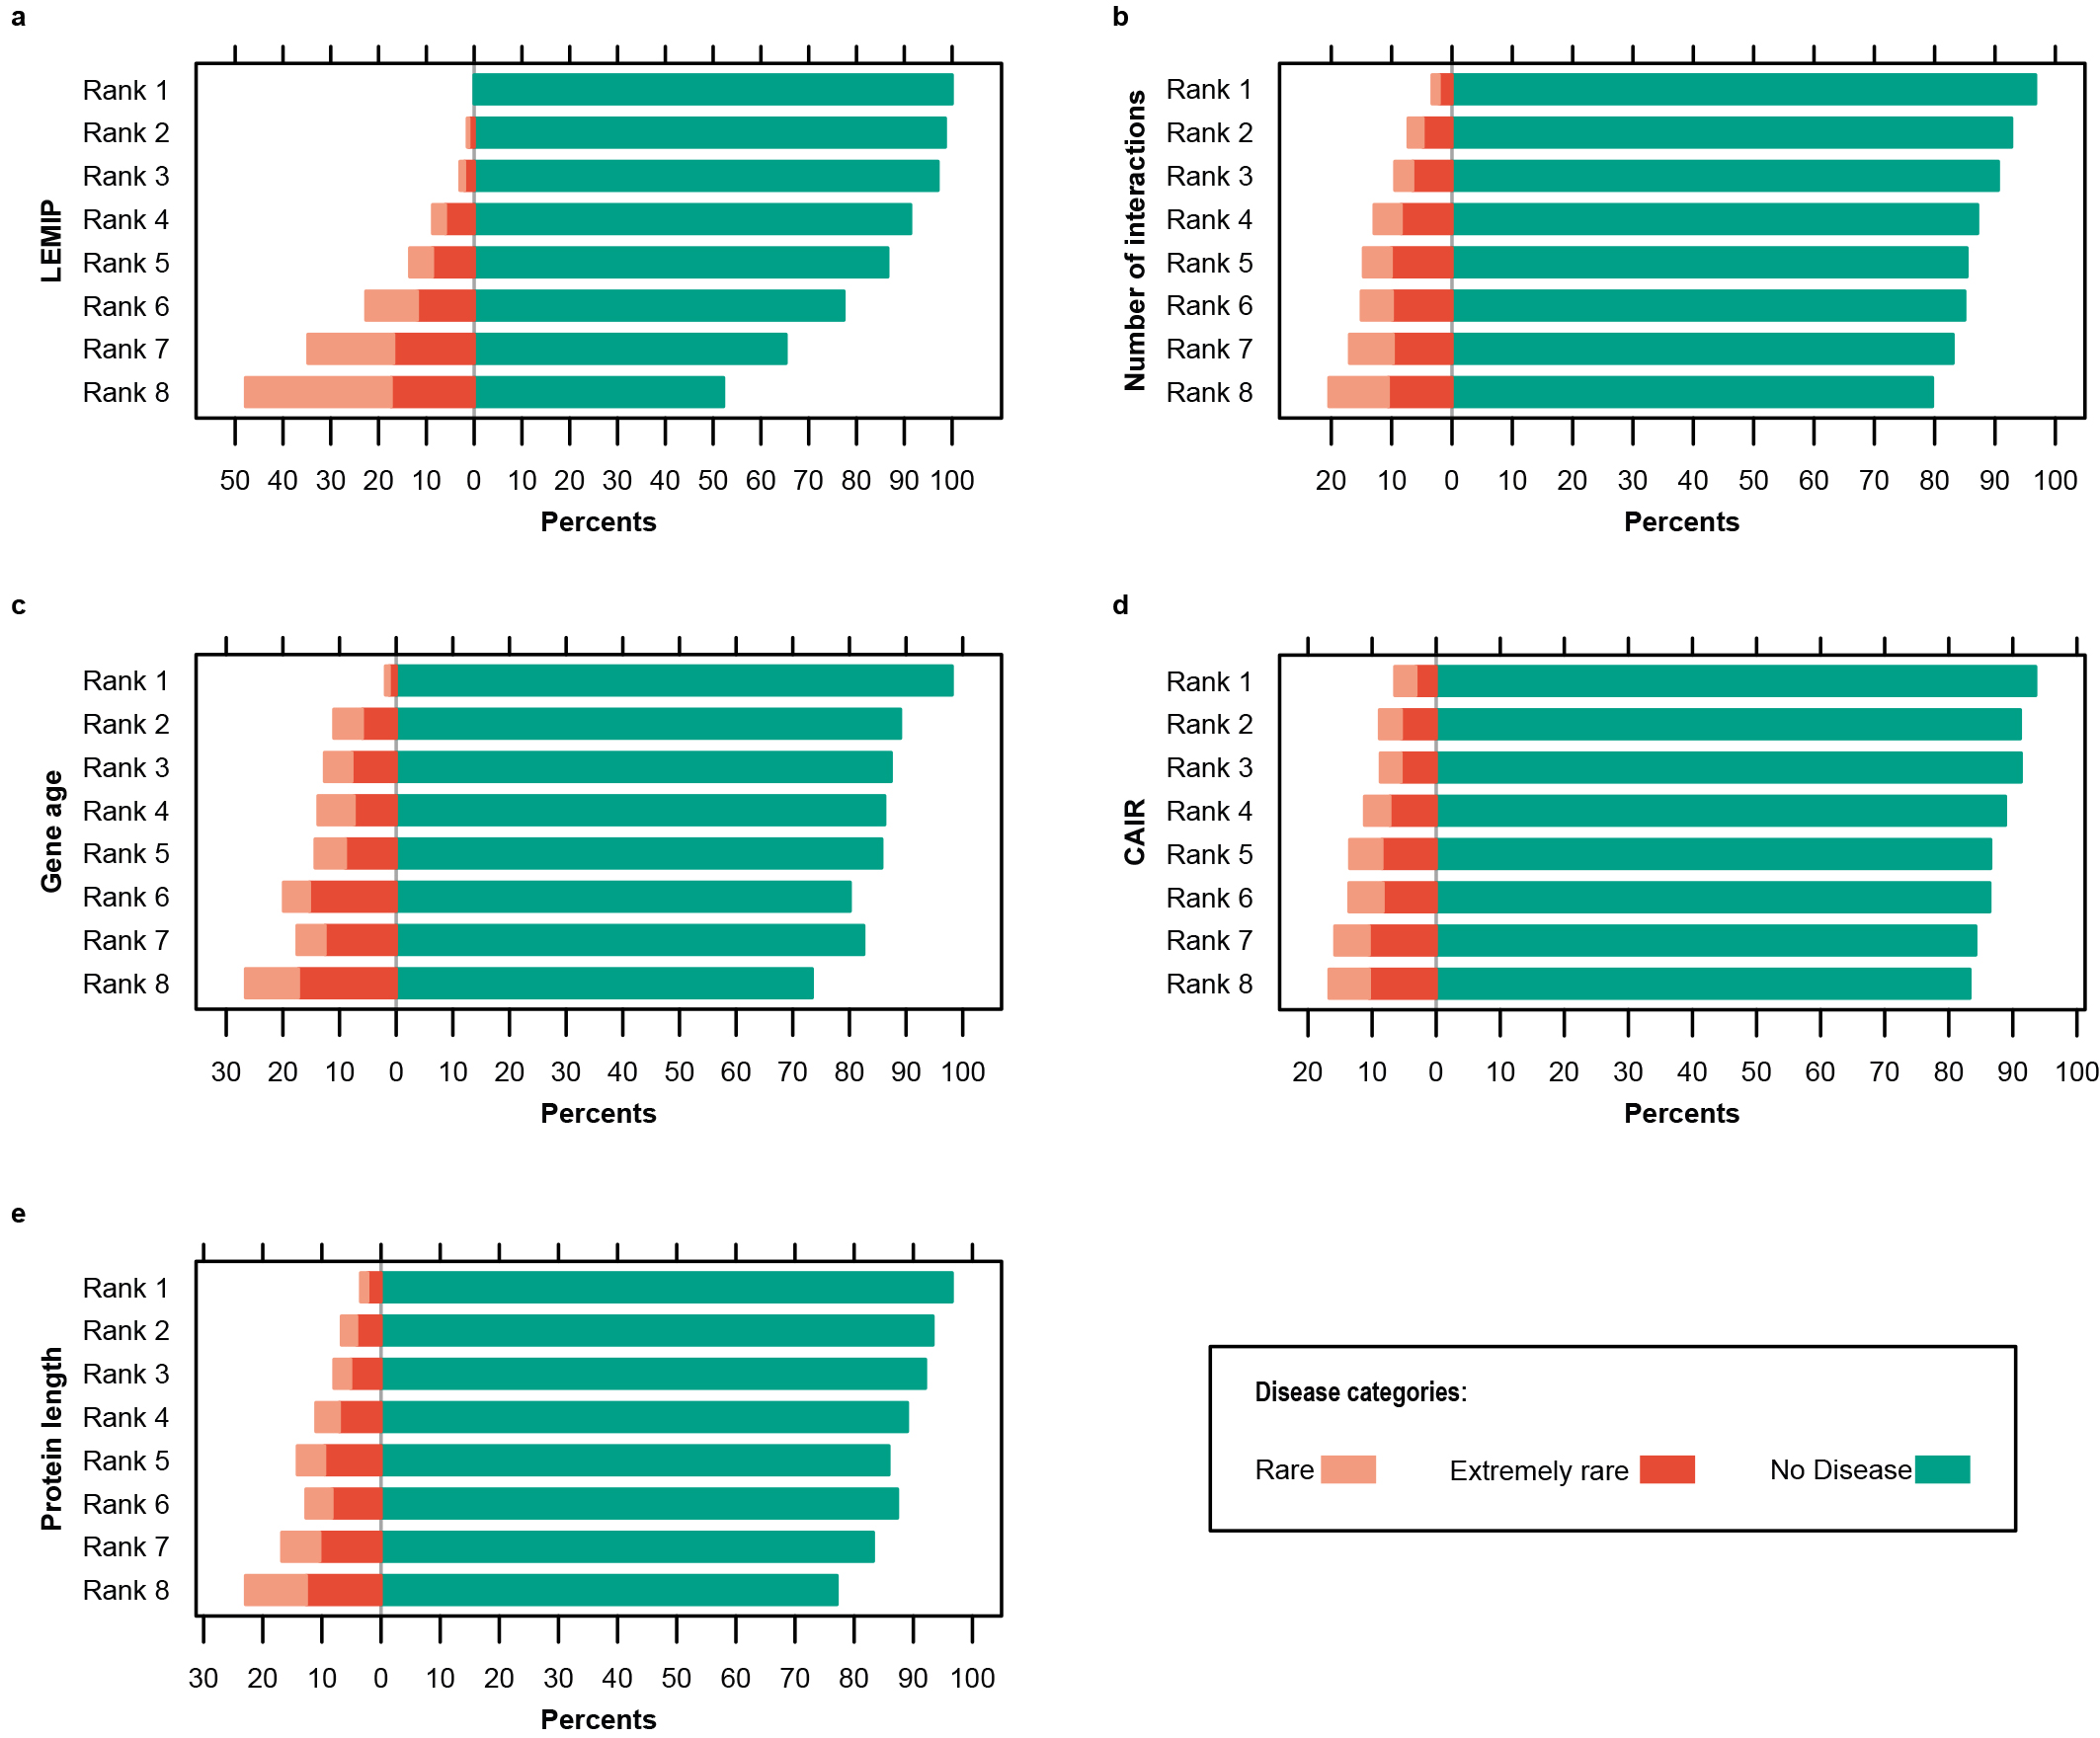 a
LEMIP
Rank 1
Rank 2
Rank 3
Rank 4
Rank 5
Rank 6
Rank 7
Rank 8
50 40 30 20 10 0 10 20 30 40 50 60 70 80 90 100
Percents
b
Number of interactions
Rank 1
Rank 2
Rank 3
Rank 4
Rank 5
Rank 6
Rank 7
Rank 8
20 10 0 10 20 30 40 50 60 70 80 90 100
Percents
c
Gene age
Rank 1
Rank 2
Rank 3
Rank 4
Rank 5
Rank 6
Rank 7
Rank 8
30 20 10 0 10 20 30 40 50 60 70 80 90 100
Percents
d
CAIR
Rank 1
Rank 2
Rank 3
Rank 4
Rank 5
Rank 6
Rank 7
Rank 8
20 10 0 10 20 30 40 50 60 70 80 90 100
Percents
e
Protein length
Rank 1
Rank 2
Rank 3
Rank 4
Rank 5
Rank 6
Rank 7
Rank 8
30 20 10 0 10 20 30 40 50 60 70 80 90 100
Percents
Disease categories:
Rare Extremely rare No Disease